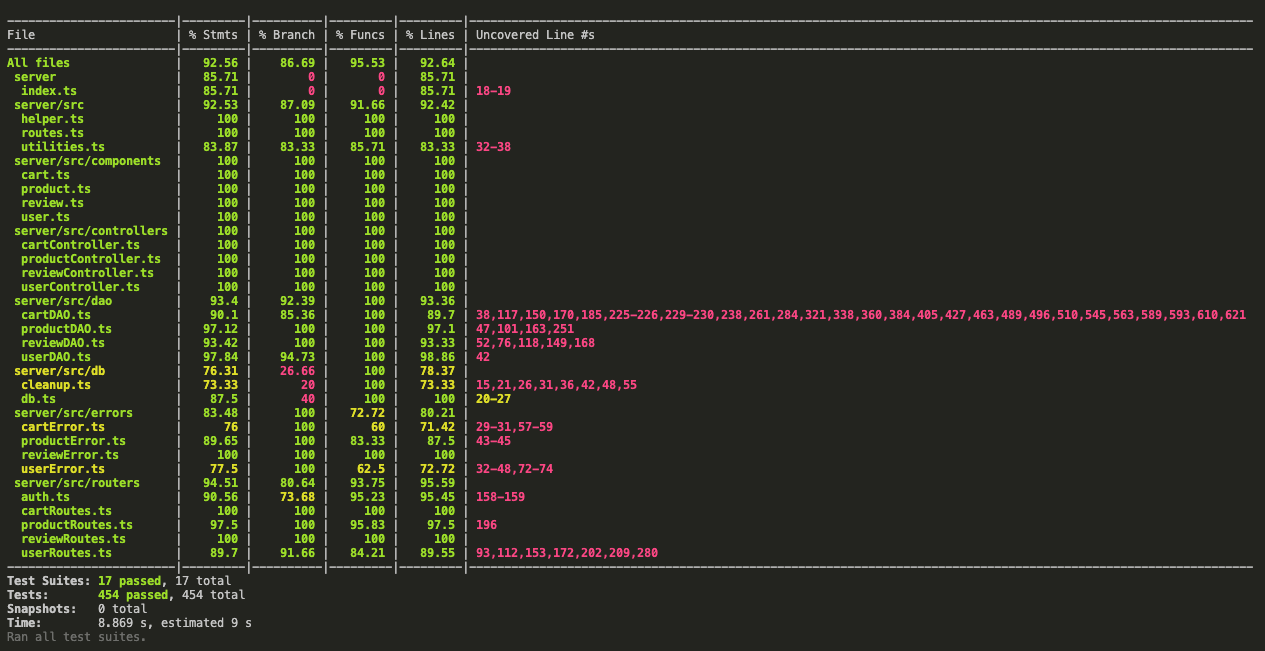 File | % Stmts | % Branch | % Funcs | % Lines | Uncovered Line #s
All files | 92.56 | 86.69 | 95.53 | 92.64 |
server | 85.71 | 0 | 0 | 85.71 |
index.ts | 85.71 | 0 | 0 | 85.71 | 18-19
server/src | 92.53 | 87.09 | 91.66 | 92.42 |
helper.ts | 100 | 100 | 100 | 100 |
routes.ts | 100 | 100 | 100 | 100 |
utilities.ts | 83.87 | 83.33 | 85.71 | 83.33 | 32-38
server/src/components | 100 | 100 | 100 | 100 |
cart.ts | 100 | 100 | 100 | 100 |
product.ts | 100 | 100 | 100 | 100 |
review.ts | 100 | 100 | 100 | 100 |
user.ts | 100 | 100 | 100 | 100 |
server/src/controllers | 100 | 100 | 100 | 100 |
cartController.ts | 100 | 100 | 100 | 100 |
productController.ts | 100 | 100 | 100 | 100 |
reviewController.ts | 100 | 100 | 100 | 100 |
userController.ts | 100 | 100 | 100 | 100 |
server/src/dao | 93.4 | 92.39 | 100 | 93.36 |
cartDAO.ts | 90.1 | 85.36 | 100 | 89.7 | 38,117,150,170,185,225-226,229-230,238,261,284,321,338,360,384,405,427,463,489,496,510,545,563,589,593,610,621
productDAO.ts | 97.12 | 100 | 100 | 97.1 | 47,101,163,251
reviewDAO.ts | 93.42 | 100 | 100 | 93.33 | 52,76,118,149,168
userDAO.ts | 97.84 | 94.73 | 100 | 98.86 | 42
server/src/db | 76.31 | 26.66 | 100 | 78.37 |
cleanup.ts | 73.33 | 20 | 100 | 73.33 | 15,21,26,31,36,42,48,55
db.ts | 87.5 | 40 | 100 | 100 | 20-27
server/src/errors | 83.48 | 100 | 72.72 | 80.21 |
cartError.ts | 76 | 100 | 60 | 71.42 | 29-31,57-59
productError.ts | 89.65 | 100 | 83.33 | 87.5 | 43-45
reviewError.ts | 100 | 100 | 100 | 100 |
userError.ts | 77.5 | 100 | 62.5 | 72.72 | 32-48,72-74
server/src/routers | 94.51 | 80.64 | 93.75 | 95.59 |
auth.ts | 90.56 | 73.68 | 95.23 | 95.45 | 158-159
cartRoutes.ts | 100 | 100 | 100 | 100 |
productRoutes.ts | 97.5 | 100 | 95.83 | 97.5 | 196
reviewRoutes.ts | 100 | 100 | 100 | 100 |
userRoutes.ts | 89.7 | 91.66 | 84.21 | 89.55 | 93,112,153,172,202,209,280
Test Suites: 17 passed, 17 total
Tests: 454 passed, 454 total
Snapshots: 0 total
Time: 8.869 s, estimated 9 s
Ran all test suites.